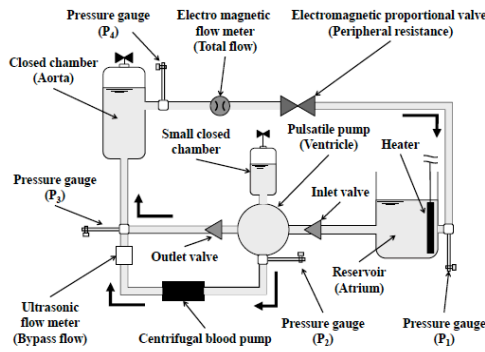 Pressure gauge
(P4)
Electro magnetic
flow meter
(Total flow)
Electromagnetic proportional valve
(Peripheral resistance)
Closed chamber
(Aorta)
Small closed
chamber
Pulsatile pump
(Ventricle)
Heater
Pressure gauge
(P3)
Inlet valve
Outlet valve
Reservoir
(Atrium)
Ultrasonic
flow meter
(Bypass flow)
Centrifugal blood pump
Pressure gauge
(P2)
Pressure gauge
(P1)